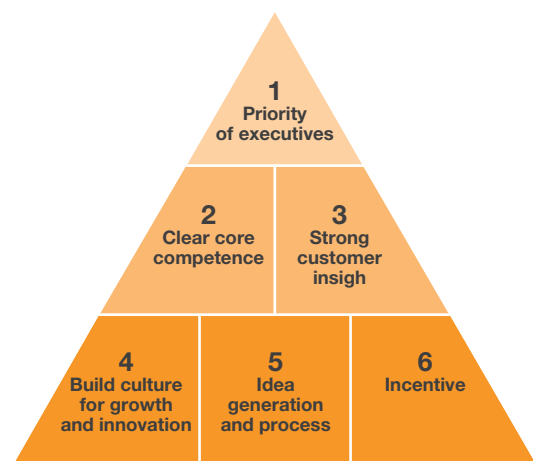 1
Priority
of executives
2
Clear core
competence
3
Strong
customer
insigh
4
Build culture
for growth
and innovation
5
Idea
generation
and process
6
Incentive